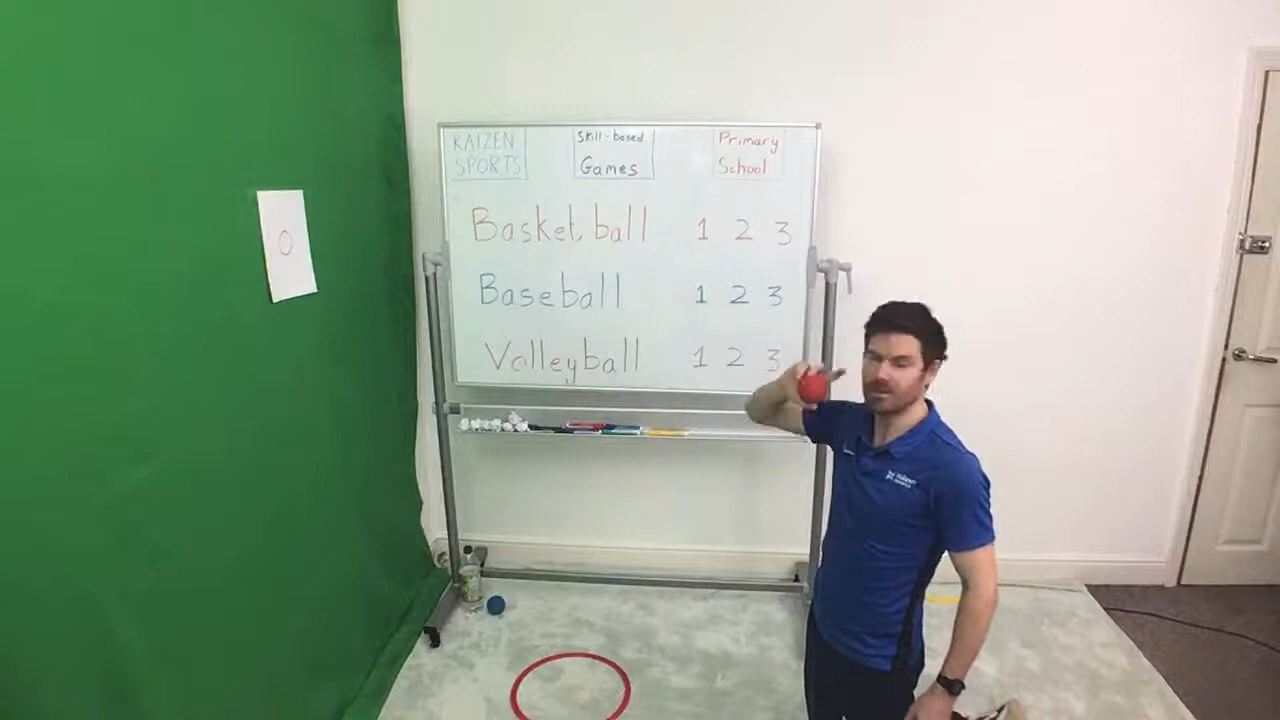 KAIZEN
SPORTS
Skill-based
Games
Primary
School
Basketball 1 2 3
Baseball 1 2 3
Volleyball 1 2 3
O